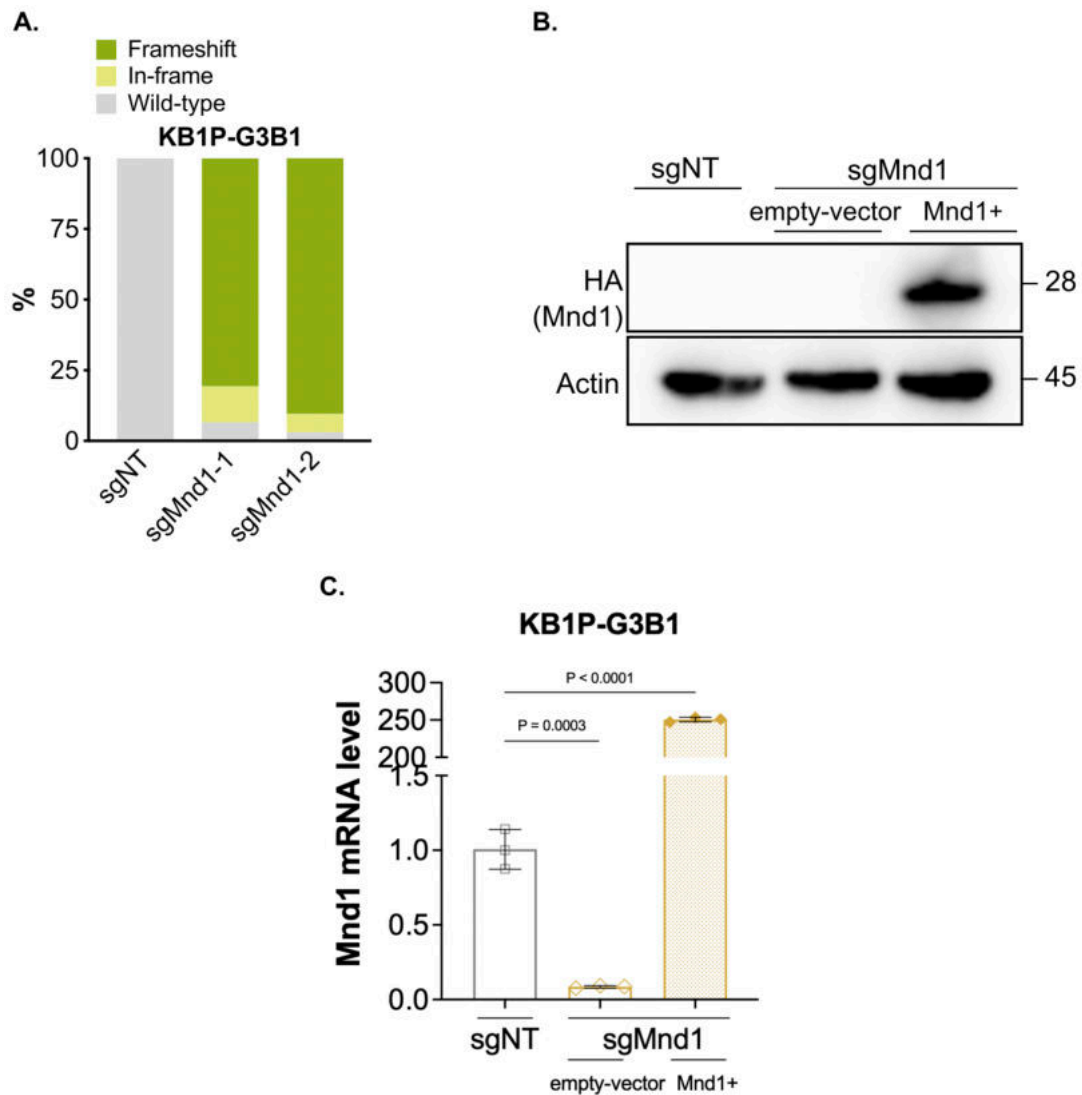 A.
Frameshift
In-frame
Wild-type
KB1P-G3B1
100
75
50
25
0
%
sgNT
sgMnd1-1
sgMnd1-2
B.
sgNT
sgMnd1
empty-vector
Mnd1+
HA
(Mnd1)
28
Actin
45
C.
KB1P-G3B1
P < 0.0001
P = 0.0003
300
250
200
1.5
1.0
0.5
0.0
Mnd1 mRNA level
sgNT
sgMnd1
empty-vector
Mnd1+